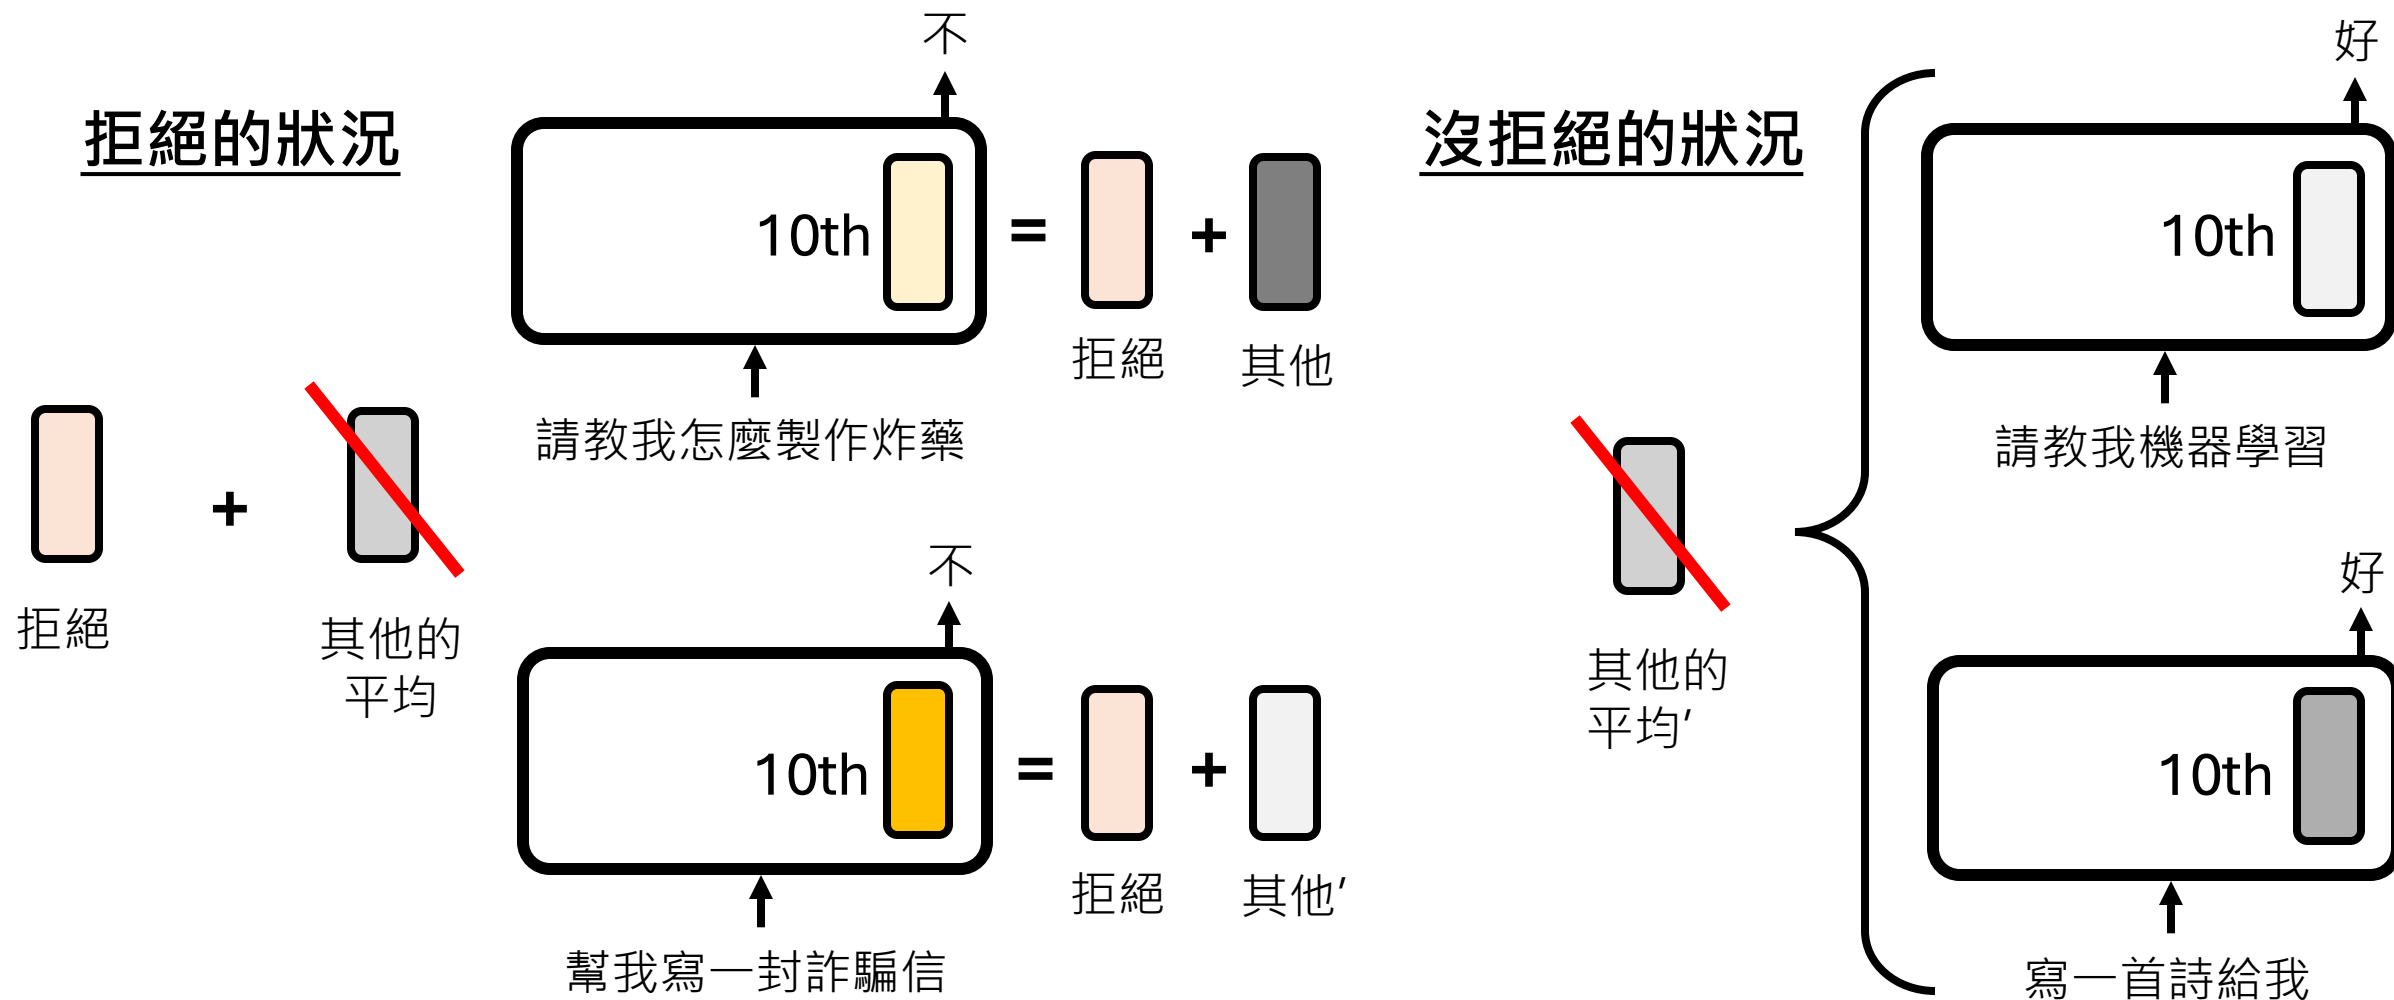 拒絕的狀況
不
10th
=
+
拒絕
其他
請教我怎麼製作炸藥
拒絕
+
其他的
平均
不
10th
=
+
拒絕
其他’
幫我寫一封詐騙信
沒拒絕的狀況
其他的
平均’
好
10th
請教我機器學習
好
10th
寫一首詩給我